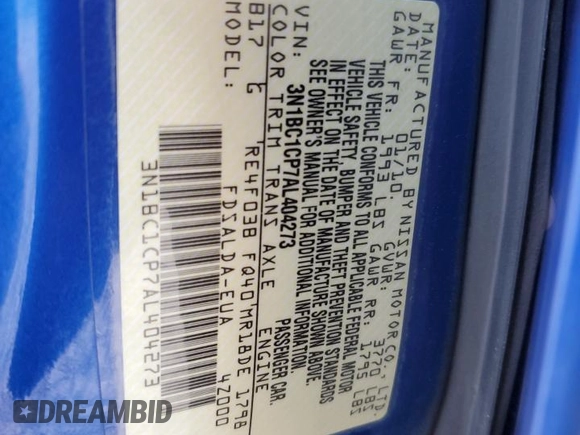 MANUFACTURED BY NISSAN MOTOR CO., LTD.
DATE: 01/10 GVWR: 3770 LBS
GAWR FR: 1993 LBS GAWR RR: 1795 LBS
THIS VEHICLE CONFORMS TO ALL APPLICABLE FEDERAL MOTOR
VEHICLE SAFETY, BUMPER AND THEFT PREVENTION STANDARDS
IN EFFECT ON THE DATE OF MANUFACTURE SHOWN ABOVE.
SEE OWNER'S MANUAL FOR ADDITIONAL INFORMATION.
VIN: 3N1BC1CP7AL404273 PASSENGER CAR
COLOR TRIM TRANS AXLE ENGINE
B17 G RE4F03B FQ40 MR18DE 1798
MODEL: FDSALDA-EUA 4Z000
3N1BC1CP7AL404273
DREAMBID